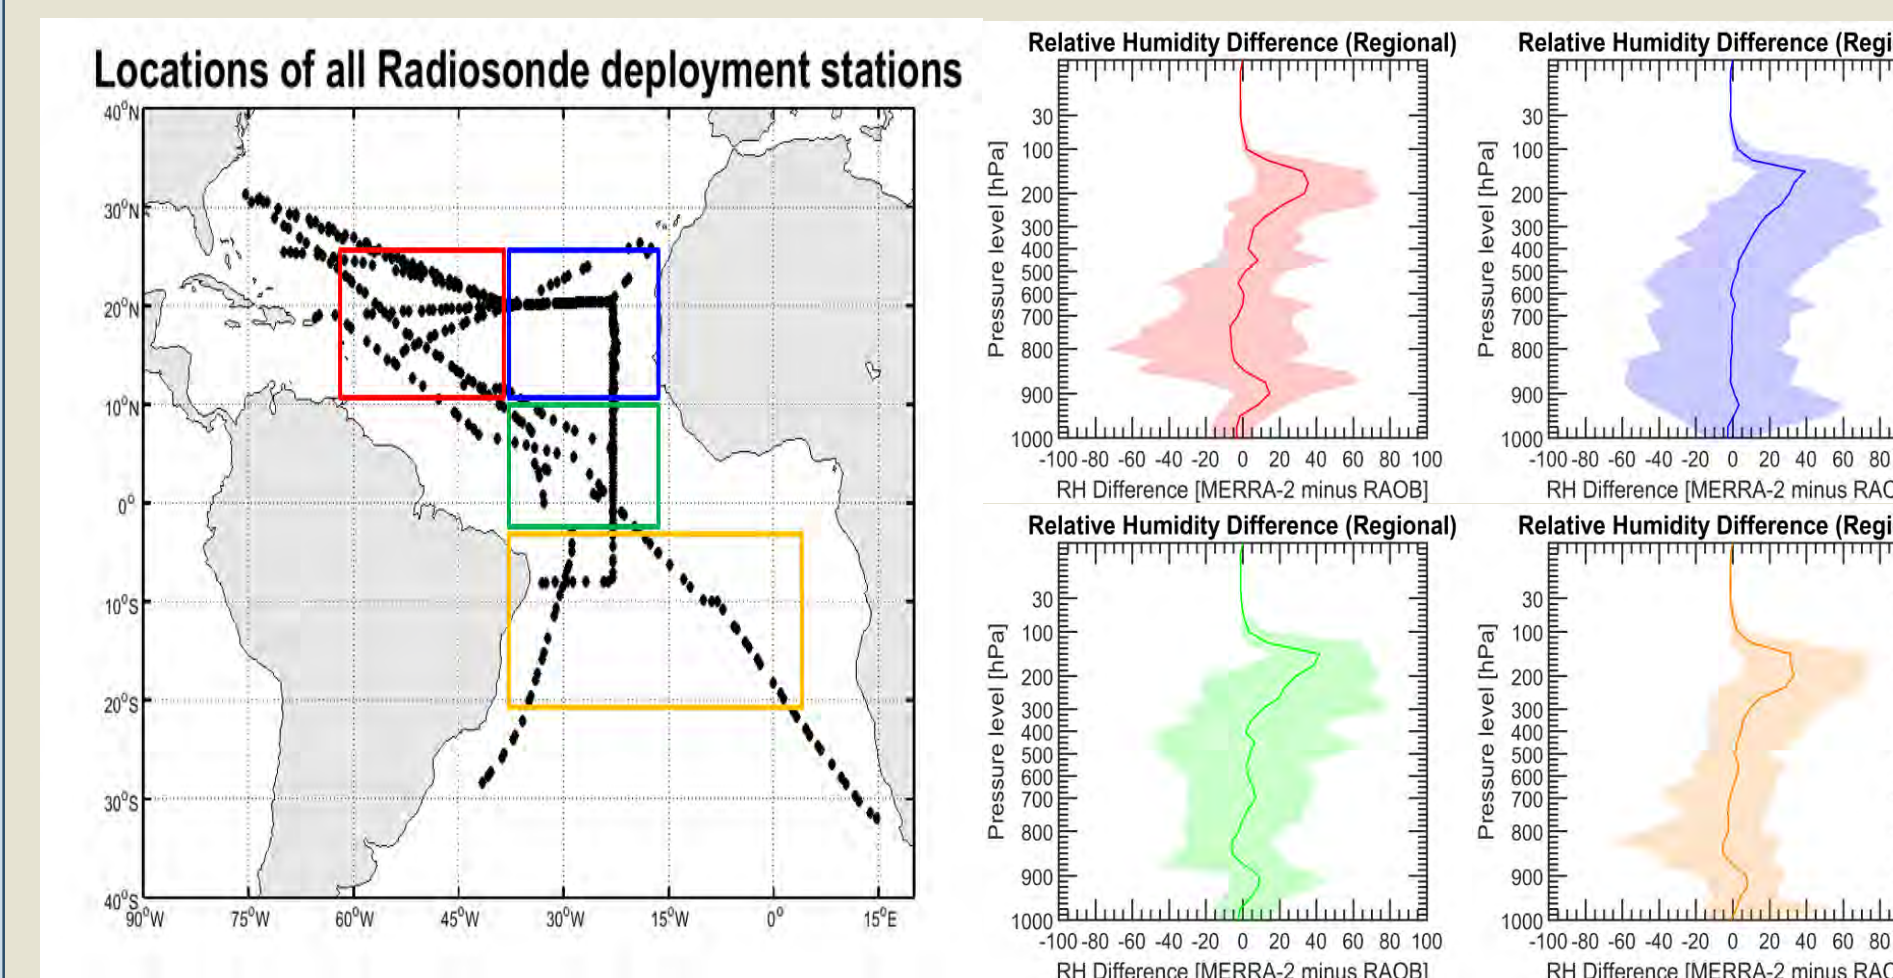 Locations of all Radiosonde deployment stations
40°N
30°N
20°N
10°N
0°
10°S
20°S
30°S
40°S
90°W 75°W 60°W 45°W 30°W 15°W 0° 15°E
Relative Humidity Difference (Regional)
Pressure level [hPa]
30
100
200
300
400
500
600
700
800
900
1000
-100 -80 -60 -40 -20 0 20 40 60 80 100
RH Difference [MERRA-2 minus RAOB]
Relative Humidity Difference (Regi
Pressure level [hPa]
30
100
200
300
400
500
600
700
800
900
1000
-100 -80 -60 -40 -20 0 20 40 60 80
RH Difference [MERRA-2 minus RAO
Relative Humidity Difference (Regional)
Pressure level [hPa]
30
100
200
300
400
500
600
700
800
900
1000
-100 -80 -60 -40 -20 0 20 40 60 80 100
RH Difference [MERRA-2 minus RAOB]
Relative Humidity Difference (Regi
Pressure level [hPa]
30
100
200
300
400
500
600
700
800
900
1000
-100 -80 -60 -40 -20 0 20 40 60 80
RH Difference [MERRA-2 minus RAO